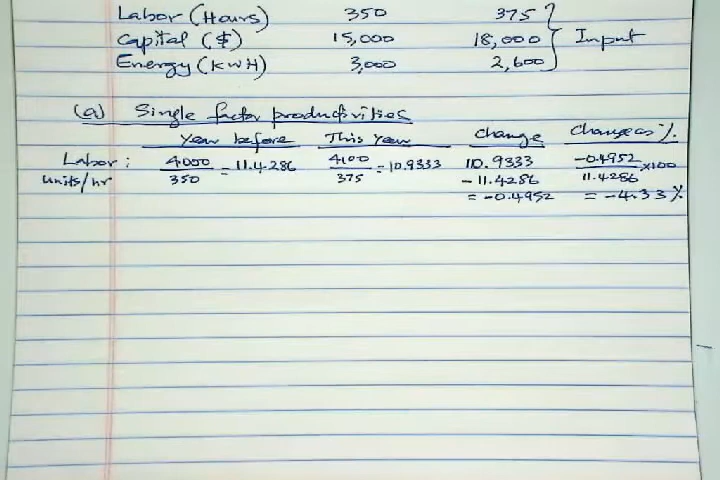 Labor (Hours) 350 375
Capital ($) 15,000 18,000 Input
Energy (KWH) 3,000 2,600
(a) Single factor productivities
Year before This Year Change Change as %
Labor: 4000/350 = 11.4286 4100/375 = 10.9333 10.9333 -0.4952/11.4286 x100
units/hr - 11.4286
= -0.4952 = -4.33%